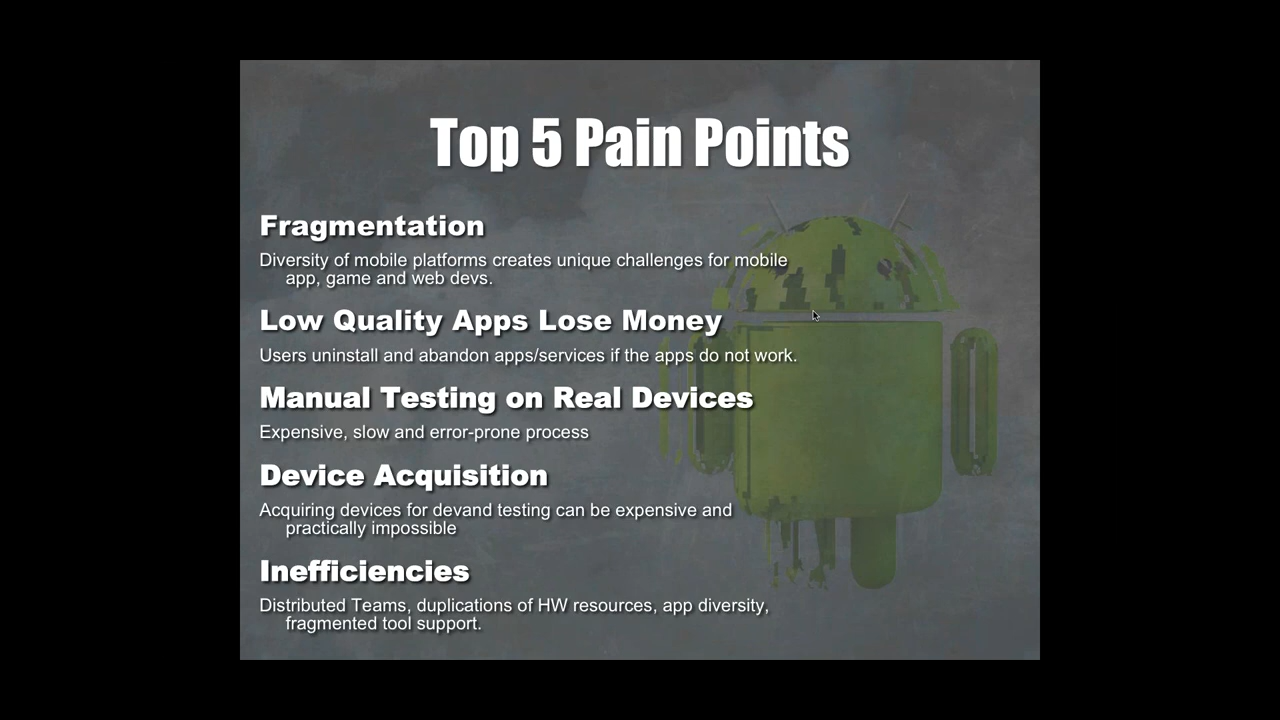 Top 5 Pain Points
Fragmentation
Diversity of mobile platforms creates unique challenges for mobile
app, game and web devs.
Low Quality Apps Lose Money
Users uninstall and abandon apps/services if the apps do not work.
Manual Testing on Real Devices
Expensive, slow and error-prone process
Device Acquisition
Acquiring devices for devand testing can be expensive and
practically impossible
Inefficiencies
Distributed Teams, duplications of HW resources, app diversity,
fragmented tool support.